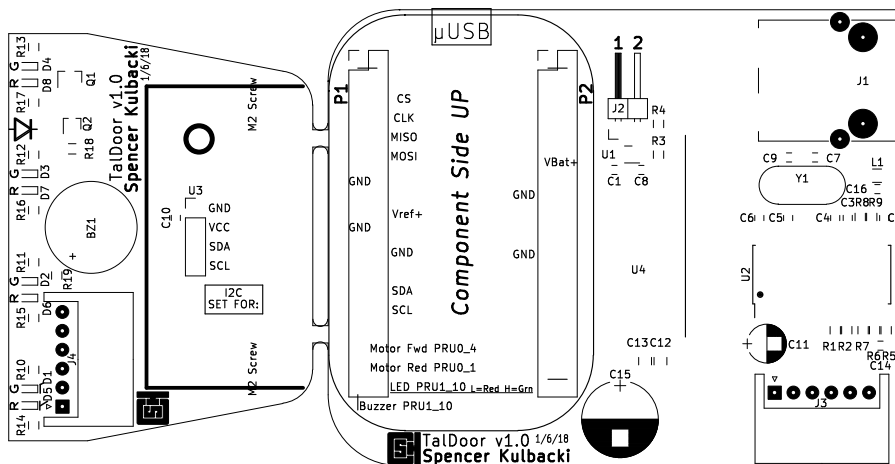 R13
R G
D4
R G
D8
R17
Q1
Q2
R18
R12
R G
D3
R G
D7
R16
BZ1
+
R11
D2
R19
R G
R G
D6
R15
J4
R10
D1
R G
R G
D5
R14
TalDoor v1.0 1/6/18
Spencer Kulbacki
M2 Screw
U3
C10
GND
VCC
SDA
SCL
I2C
SET FOR:
M2 Screw
µUSB
P1
P2
CS
CLK
MISO
MOSI
GND
Vref+
GND
GND
SDA
SCL
Component Side UP
VBat+
GND
GND
Motor Fwd PRU0_4
Motor Red PRU0_1
LED PRU1_10 L=Red H=Grn
Buzzer PRU1_10
TalDoor v1.0 1/6/18
Spencer Kulbacki
1 2
J2
R4
R3
U1
C1
C8
U4
C13 C12
C15
+
J1
C9
C7
L1
Y1
C16
C6 C5
C4
C3 R8 R9
U2
+
C11
R1 R2
R7
R6 R5
C14
J3